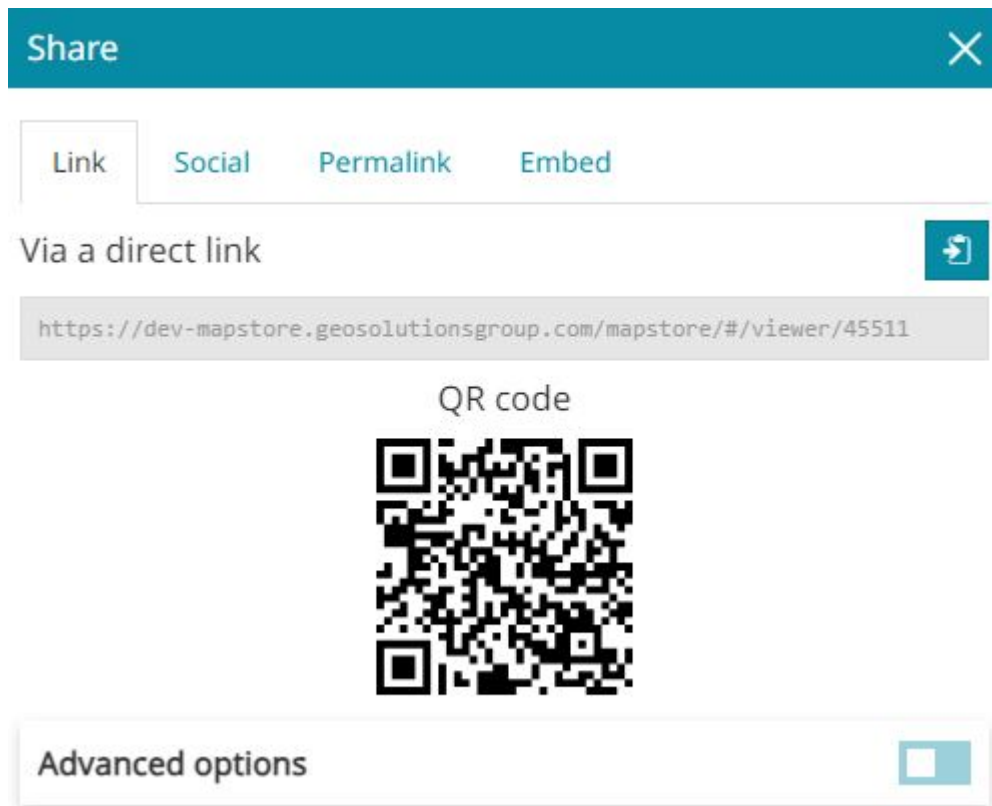 Share
Link Social Permalink Embed
Via a direct link
https://dev-mapstore.geosolutionsgroup.com/mapstore/#/viewer/45511
QR code
Advanced options